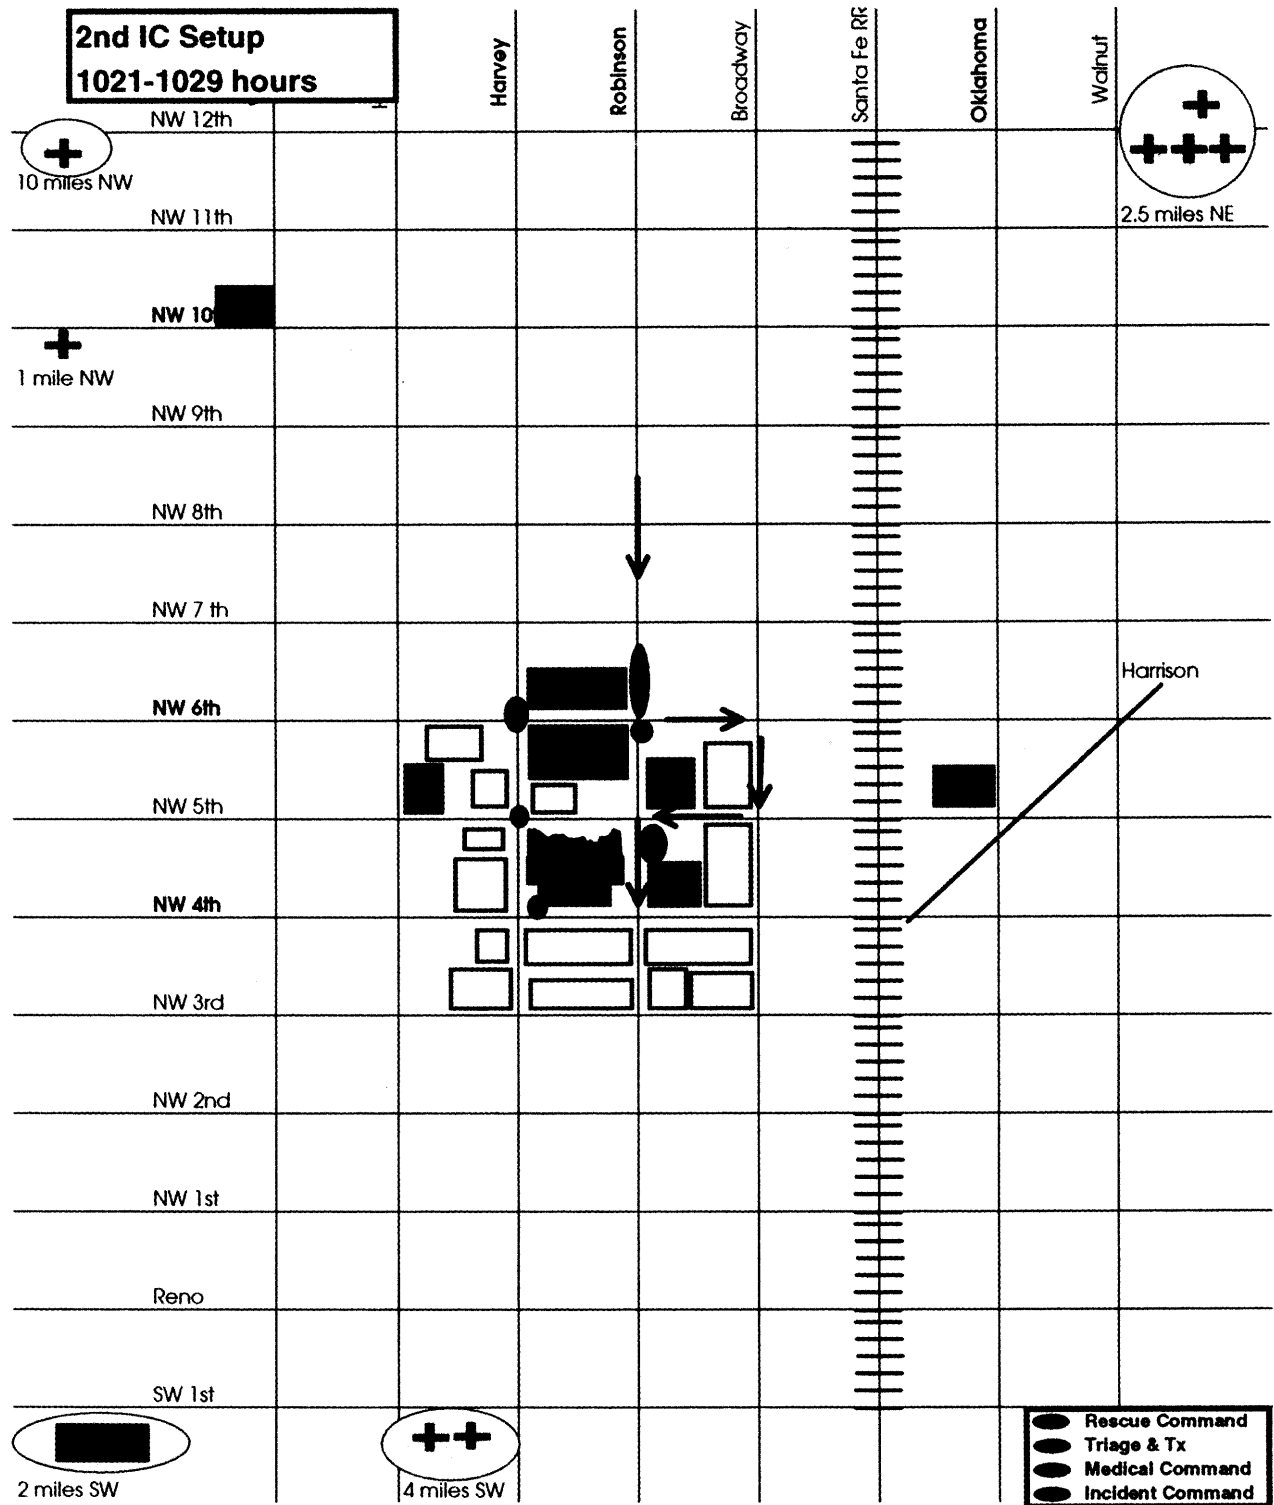 2nd IC Setup
1021-1029 hours
Harvey
Robinson
Broadway
Santa Fe RR
Oklahoma
Walnut
NW 12th
10 miles NW
NW 11th
2.5 miles NE
NW 10
1 mile NW
NW 9th
NW 8th
NW 7 th
Harrison
NW 6th
NW 5th
NW 4th
NW 3rd
NW 2nd
NW 1st
Reno
SW 1st
2 miles SW
4 miles SW
Rescue Command
Triage & Tx
Medical Command
Incident Command